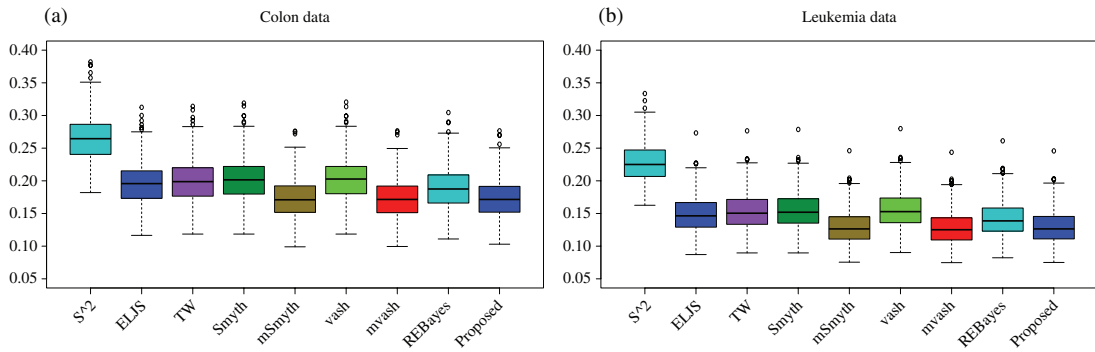 (a)
Colon data
0.40
0.35
0.30
0.25
0.20
0.15
0.10
0.05
S^2
ELJS
TW
Smyth
mSmyth
vash
mvash
REBayes
Proposed
(b)
Leukemia data
0.40
0.35
0.30
0.25
0.20
0.15
0.10
0.05
S^2
ELJS
TW
Smyth
mSmyth
vash
mvash
REBayes
Proposed